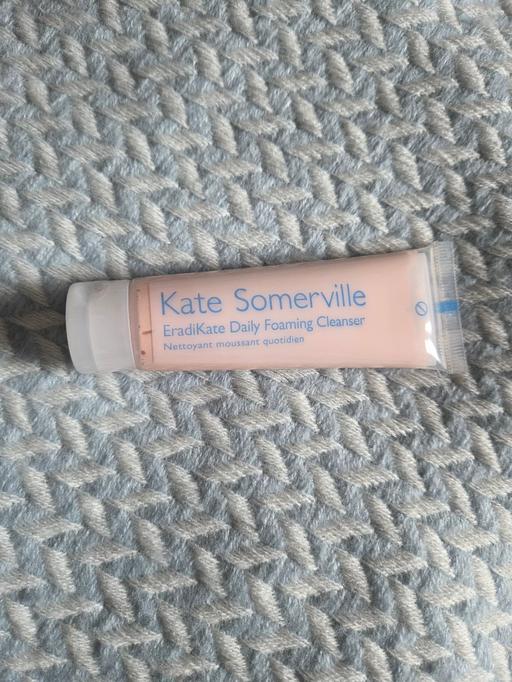 Kate Somerville
EradiKate Daily Foaming Cleanser
Nettoyant moussant quotidien